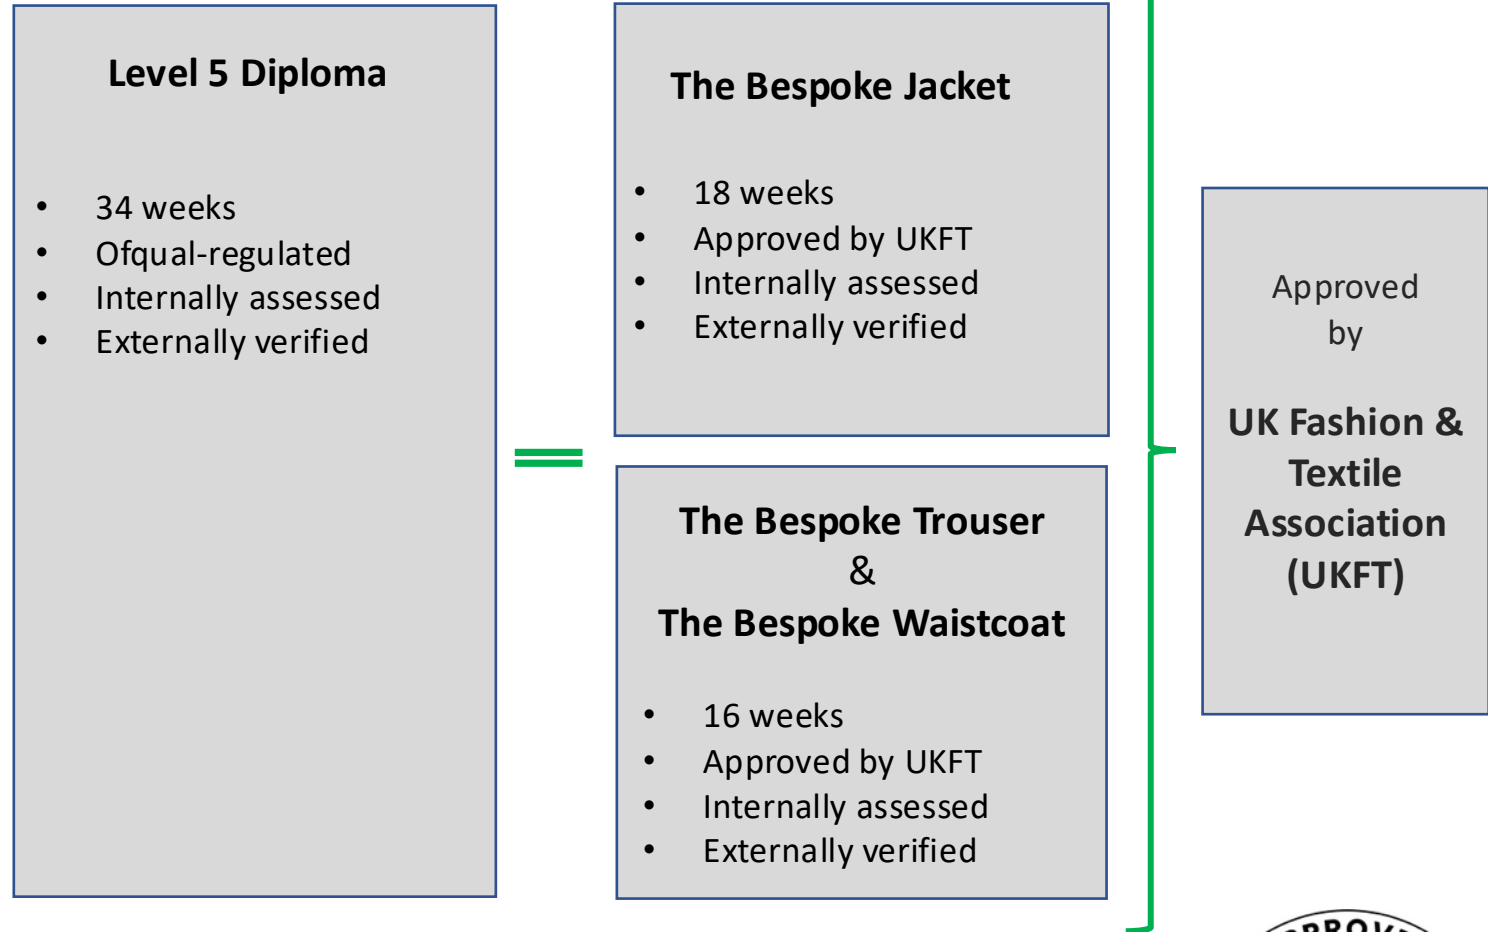 Level 5 Diploma
• 34 weeks
• Ofqual-regulated
• Internally assessed
• Externally verified
The Bespoke Jacket
• 18 weeks
• Approved by UKFT
• Internally assessed
• Externally verified
The Bespoke Trouser
&
The Bespoke Waistcoat
• 16 weeks
• Approved by UKFT
• Internally assessed
• Externally verified
Approved
by
UK Fashion &
Textile
Association
(UKFT)